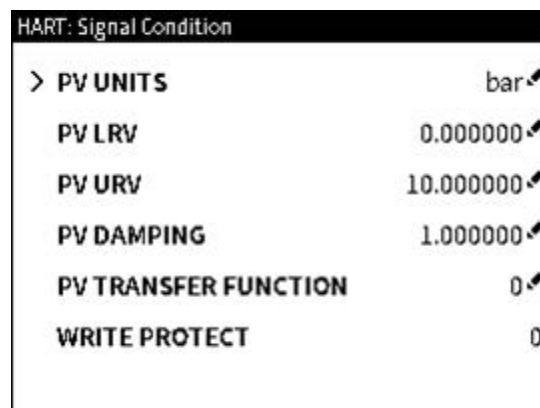 HART: Signal Condition
> PV UNITS bar
PV LRV 0.000000
PV URV 10.000000
PV DAMPING 1.000000
PV TRANSFER FUNCTION 0
WRITE PROTECT 0